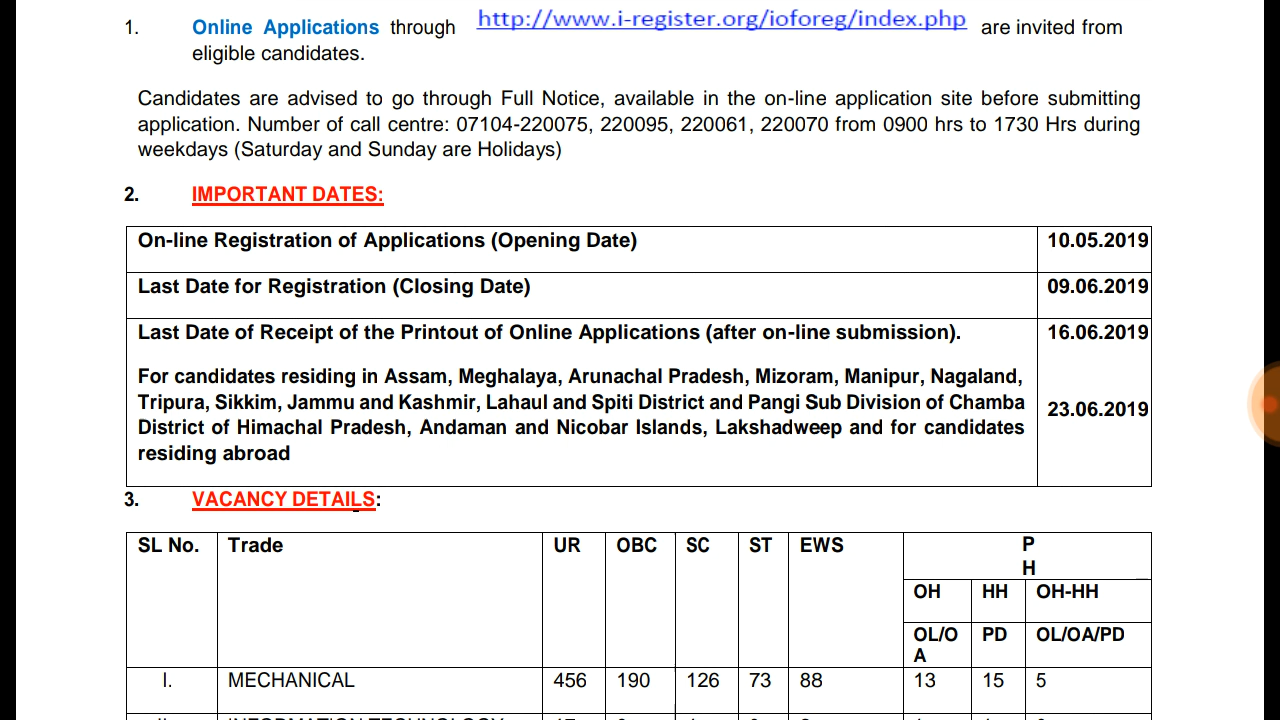 1. Online Applications through http://www.i-register.org/ioforeg/index.php are invited from
eligible candidates.
Candidates are advised to go through Full Notice, available in the on-line application site before submitting
application. Number of call centre: 07104-220075, 220095, 220061, 220070 from 0900 hrs to 1730 Hrs during
weekdays (Saturday and Sunday are Holidays)
2. IMPORTANT DATES:
On-line Registration of Applications (Opening Date) 10.05.2019
Last Date for Registration (Closing Date) 09.06.2019
Last Date of Receipt of the Printout of Online Applications (after on-line submission). 16.06.2019
For candidates residing in Assam, Meghalaya, Arunachal Pradesh, Mizoram, Manipur, Nagaland,
Tripura, Sikkim, Jammu and Kashmir, Lahaul and Spiti District and Pangi Sub Division of Chamba 23.06.2019
District of Himachal Pradesh, Andaman and Nicobar Islands, Lakshadweep and for candidates
residing abroad
3. VACANCY DETAILS:
SL No. Trade UR OBC SC ST EWS P
H
OH HH OH-HH
OL/O PD OL/OA/PD
A
I. MECHANICAL 456 190 126 73 88 13 15 5